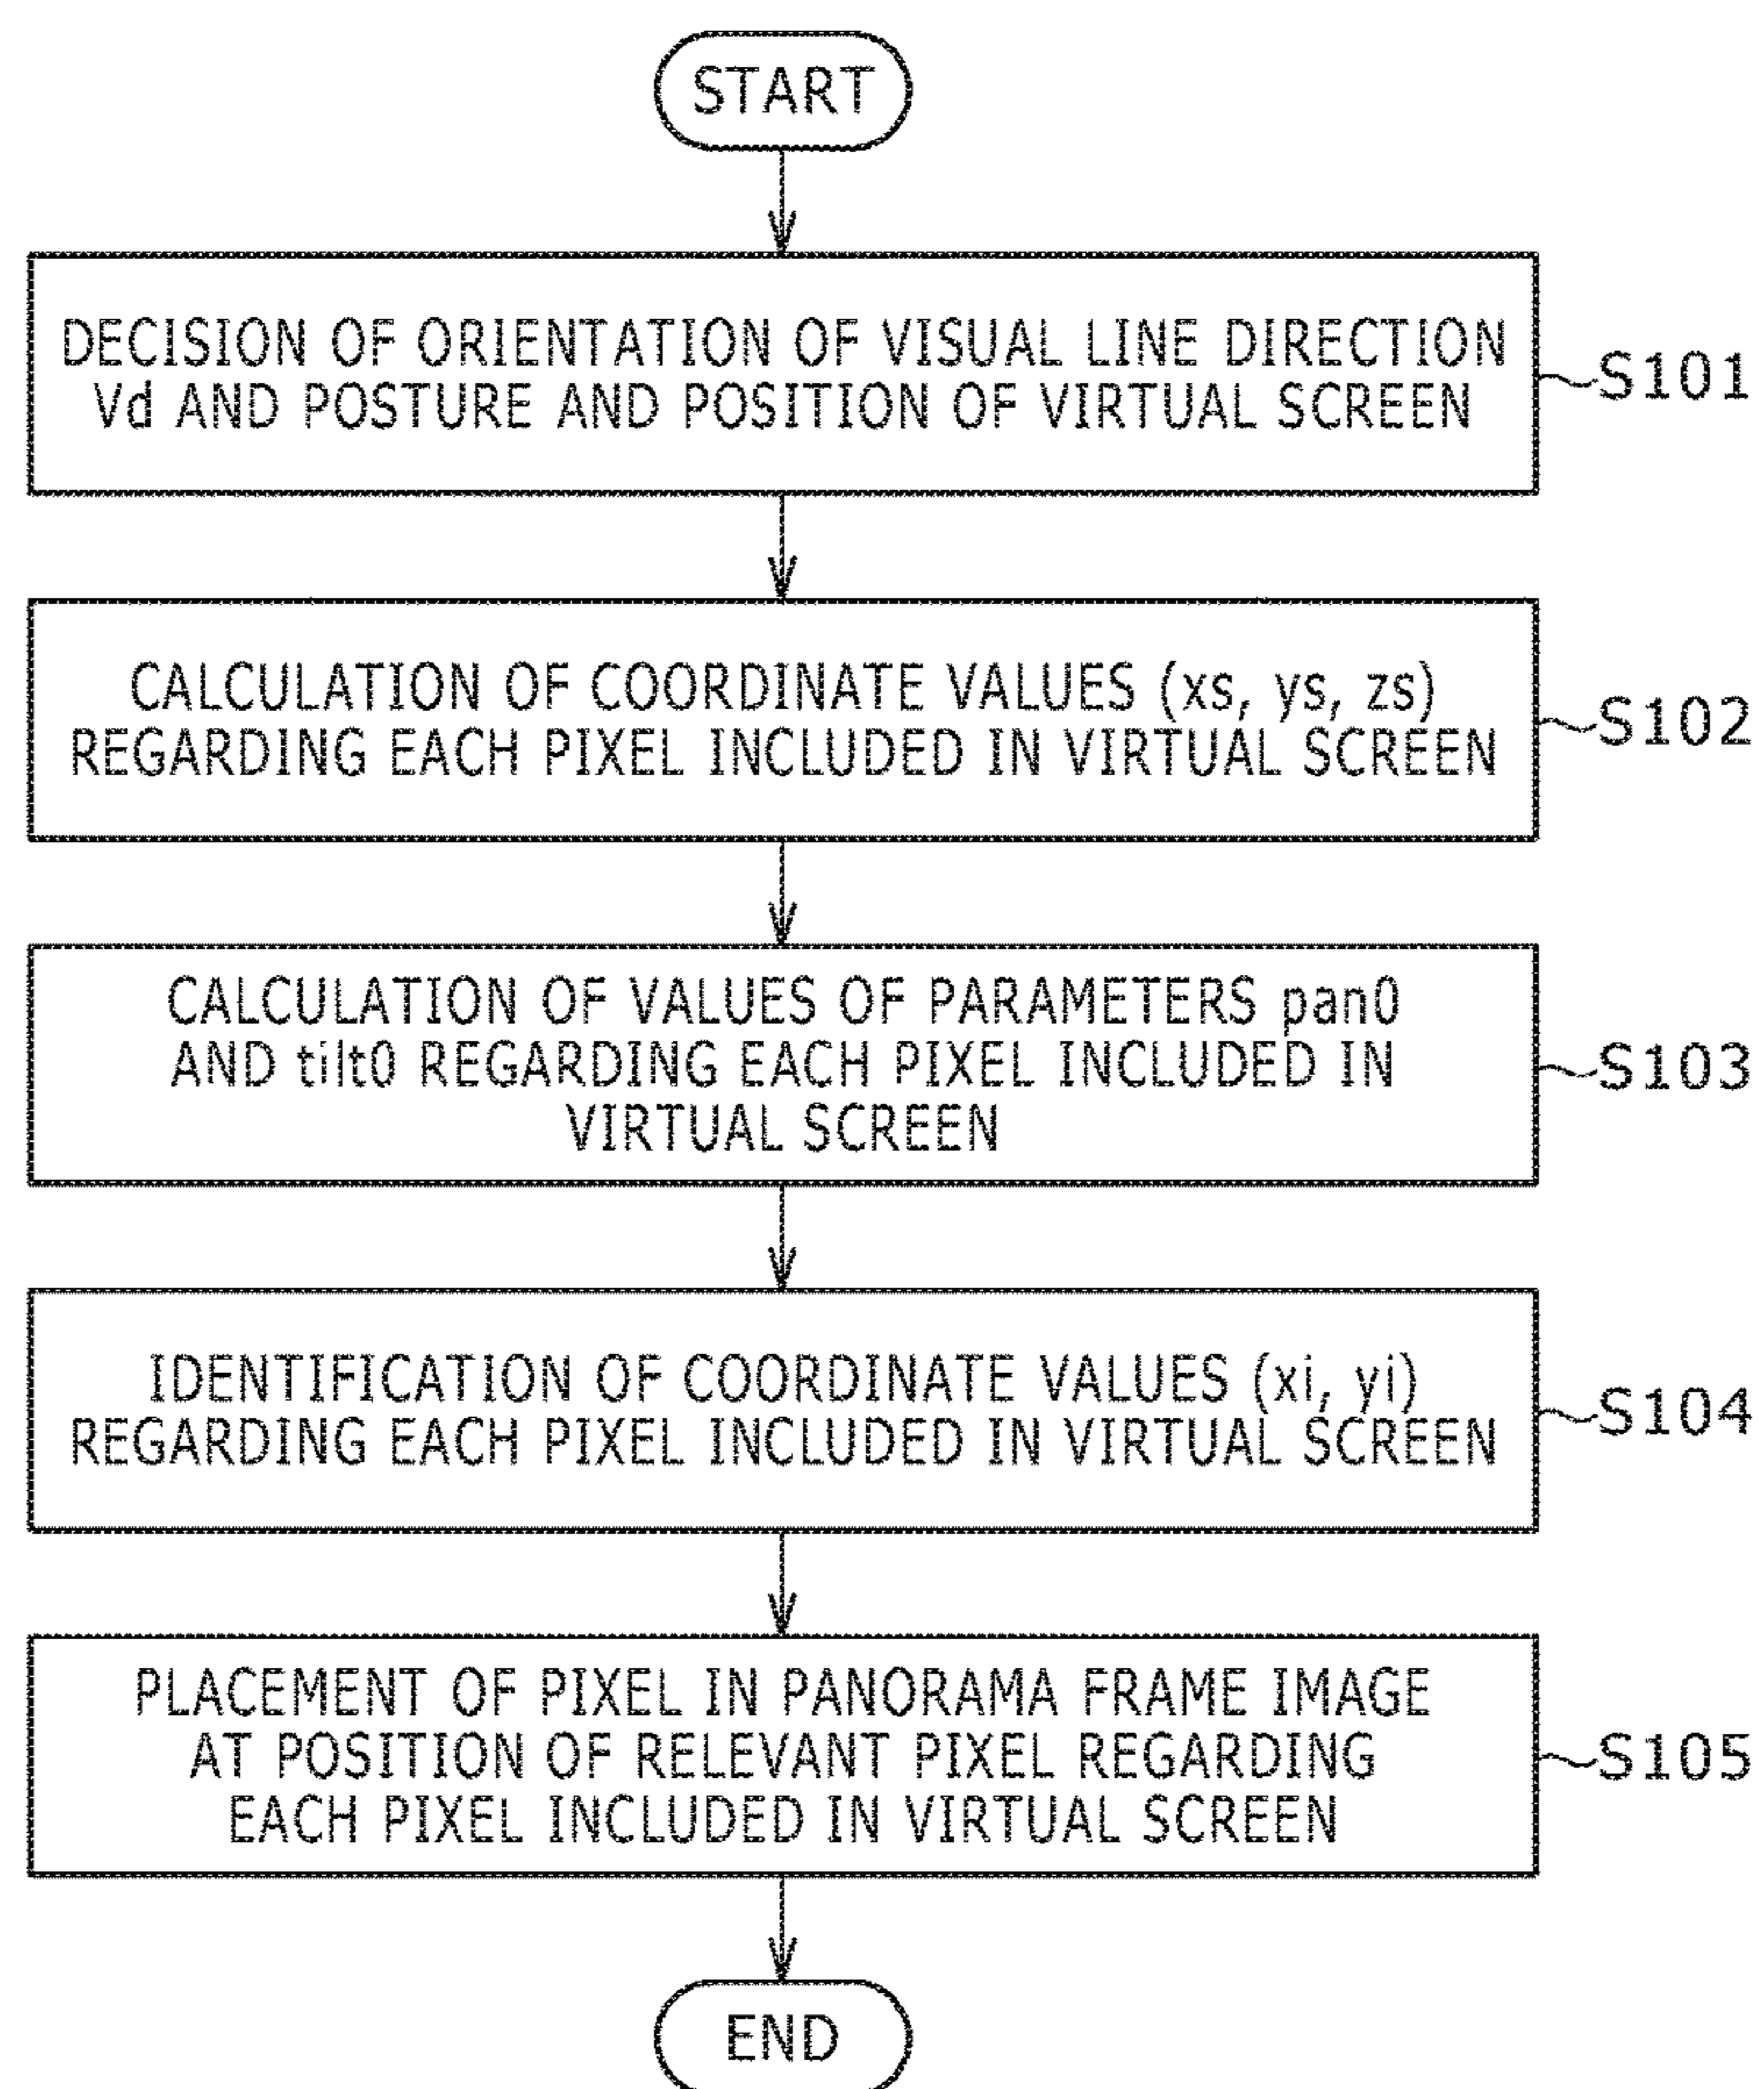 START
DECISION OF ORIENTATION OF VISUAL LINE DIRECTION
Vd AND POSTURE AND POSITION OF VIRTUAL SCREEN
S101
CALCULATION OF COORDINATE VALUES (xs, ys, zs)
REGARDING EACH PIXEL INCLUDED IN VIRTUAL SCREEN
S102
CALCULATION OF VALUES OF PARAMETERS pan0
AND tilt0 REGARDING EACH PIXEL INCLUDED IN
VIRTUAL SCREEN
S103
IDENTIFICATION OF COORDINATE VALUES (xi, yi)
REGARDING EACH PIXEL INCLUDED IN VIRTUAL SCREEN
S104
PLACEMENT OF PIXEL IN PANORAMA FRAME IMAGE
AT POSITION OF RELEVANT PIXEL REGARDING
EACH PIXEL INCLUDED IN VIRTUAL SCREEN
S105
END